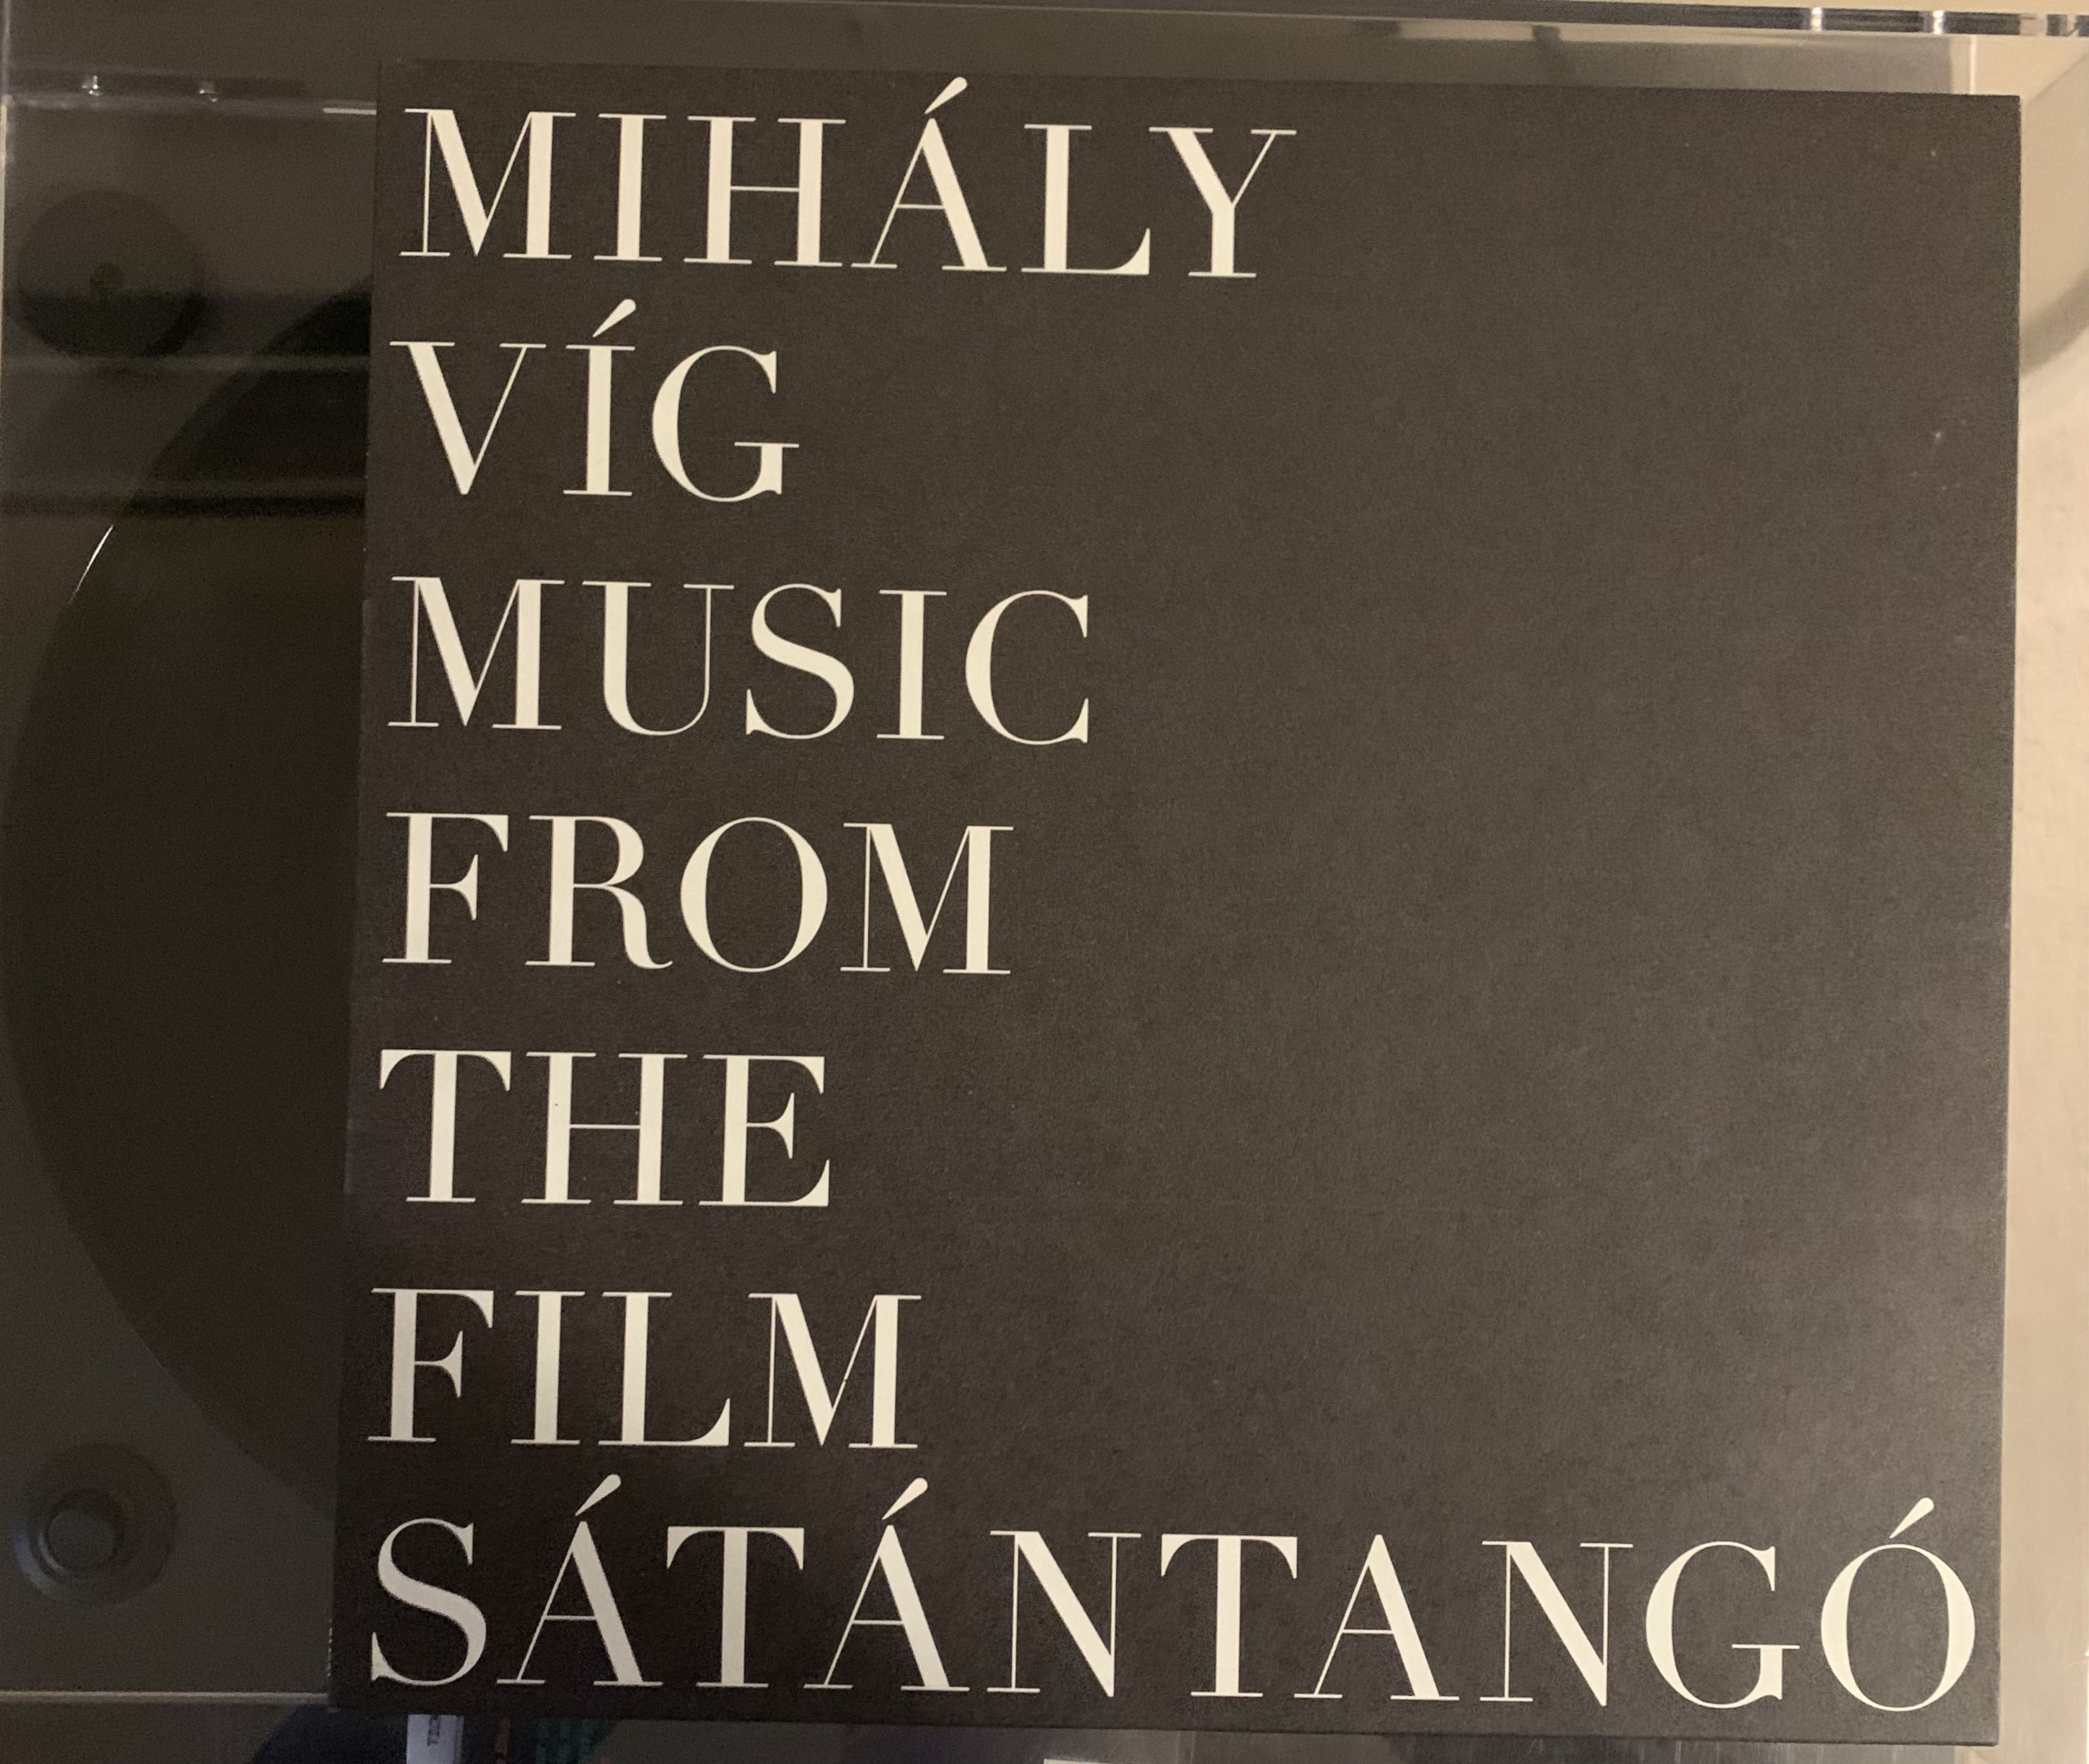 MIHÁLY
VÍG
MUSIC
FROM
THE
FILM
SÁTÁNTANGÓ